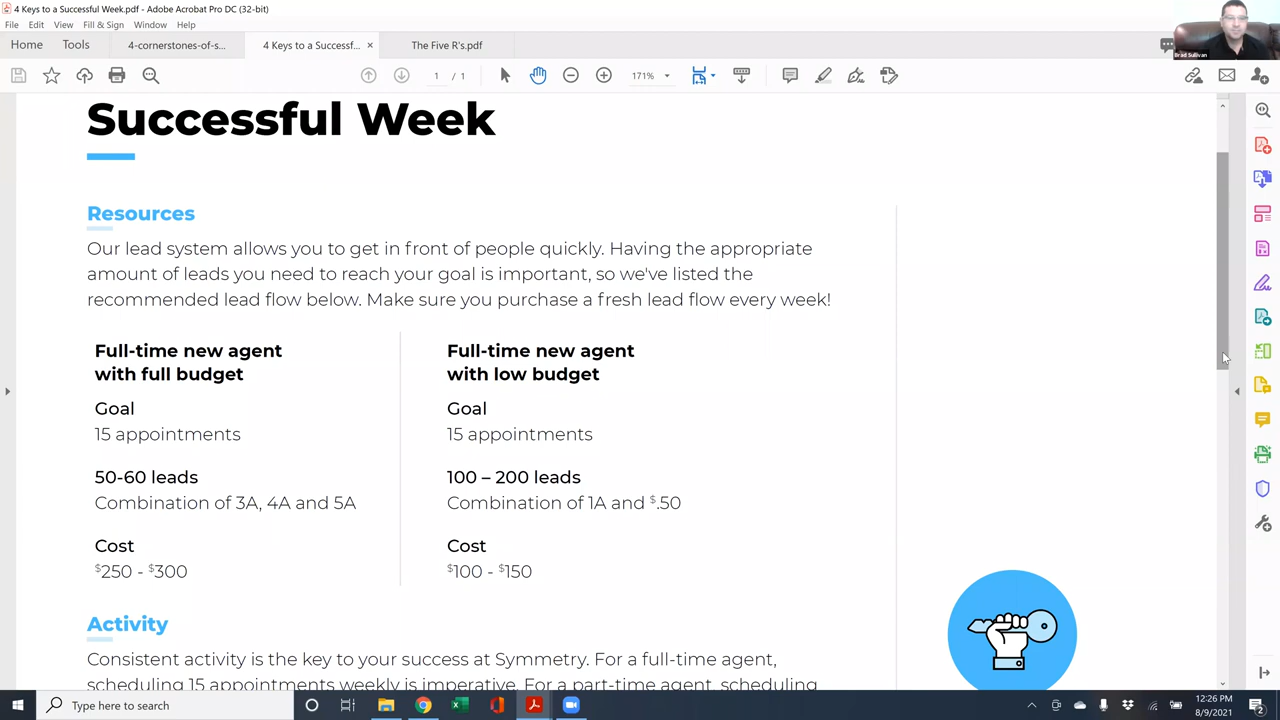 4 Keys to a Successful Week.pdf - Adobe Acrobat Pro DC (32-bit)
File Edit View Fill & Sign Window Help
Home Tools 4-cornerstones-of-s... 4 Keys to a Successf... × The Five R's.pdf
Brad Sullivan
1 / 1 171%
Successful Week
Resources
Our lead system allows you to get in front of people quickly. Having the appropriate
amount of leads you need to reach your goal is important, so we've listed the
recommended lead flow below. Make sure you purchase a fresh lead flow every week!
Full-time new agent
with full budget
Goal
15 appointments
50-60 leads
Combination of 3A, 4A and 5A
Cost
$250 - $300
Full-time new agent
with low budget
Goal
15 appointments
100 – 200 leads
Combination of 1A and $.50
Cost
$100 - $150
Activity
Consistent activity is the key to your success at Symmetry. For a full-time agent,
scheduling 15 appointments weekly is imperative. For a part-time agent, scheduling
Type here to search
12:26 PM
8/9/2021
2